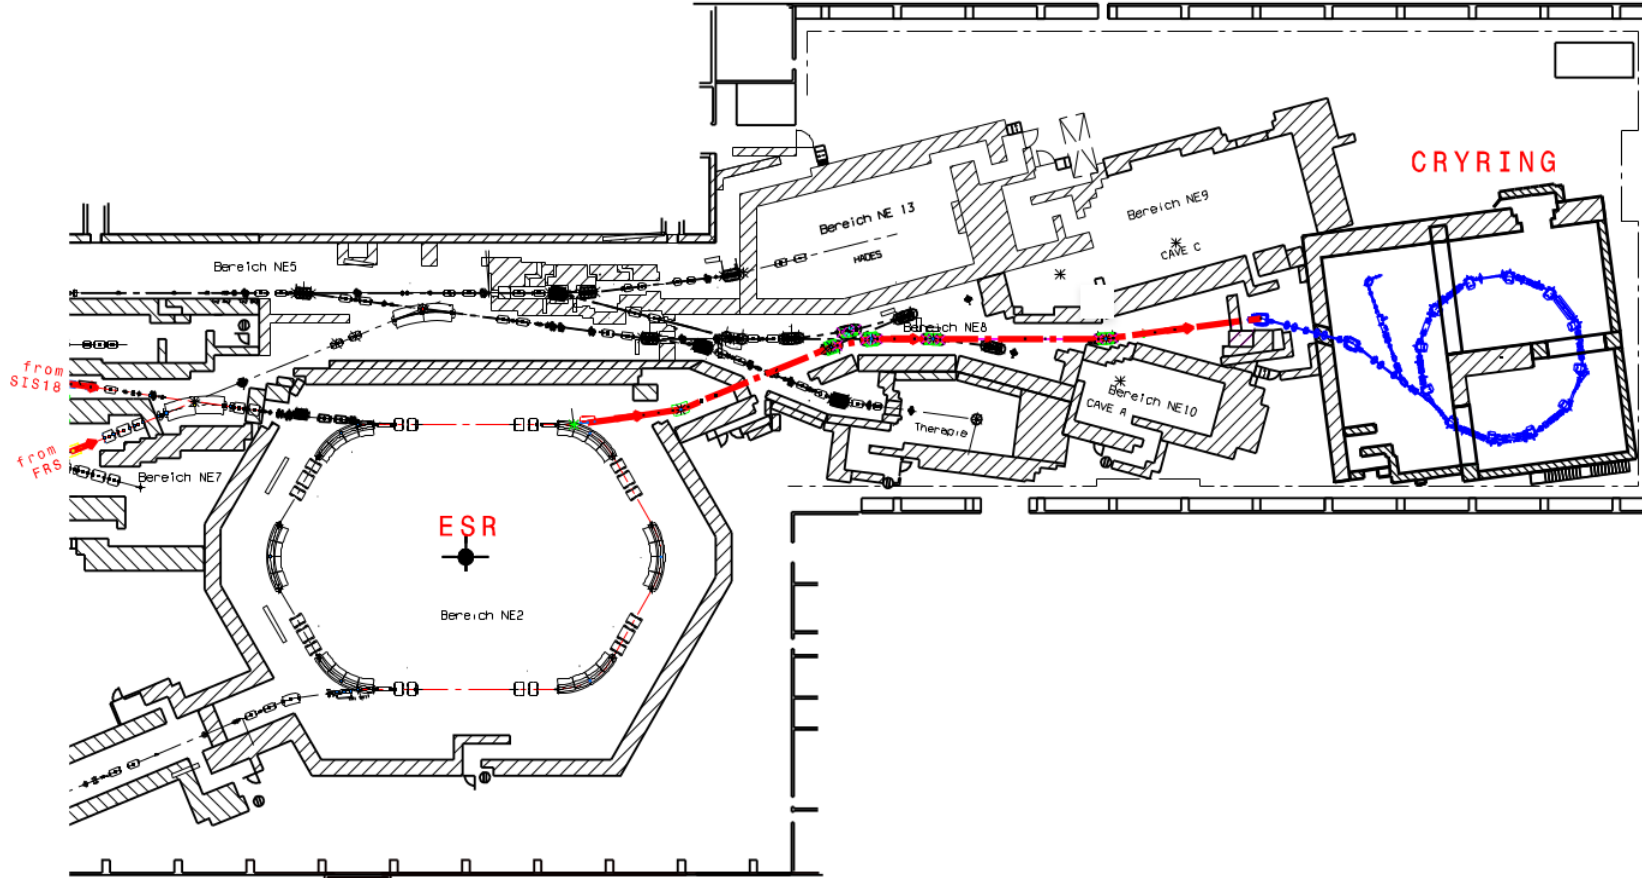 CRYRING
Bereich NE 13
Bereich NE9
HADES
CAVE C
Bereich NE5
Bereich NE8
from
SIS18
Bereich NE10
CAVE A
Therapie
from
FRS
Bereich NE7
ESR
Bereich NE2